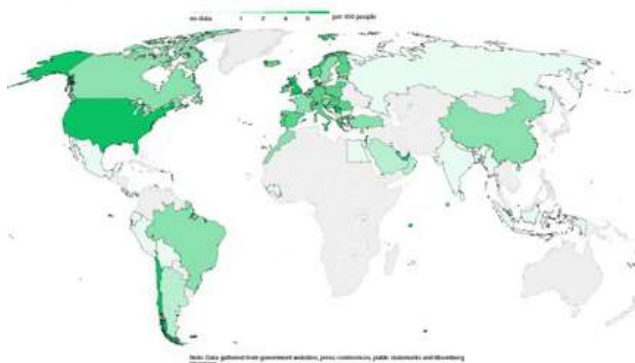 no data 1 2 4 6 per 100 people
Note: Data gathered from government websites, press conferences, public statements and Bloomberg